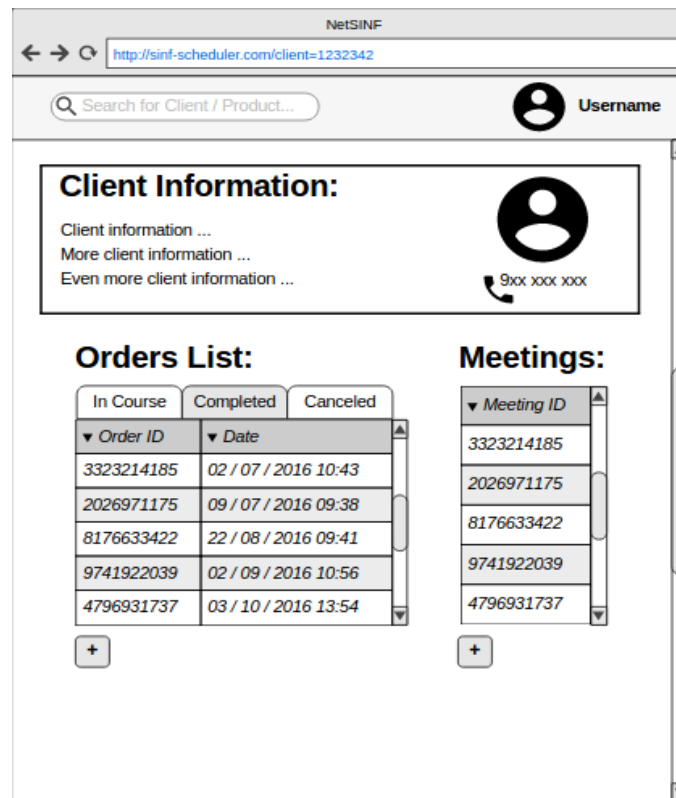 NetSINF
http://sinf-scheduler.com/client=1232342
Search for Client / Product...
Username
Client Information:
Client information ...
More client information ...
Even more client information ...
9xx xxx xxx
Orders List:
In Course Completed Canceled
▼ Order ID ▼ Date
3323214185 02 / 07 / 2016 10:43
2026971175 09 / 07 / 2016 09:38
8176633422 22 / 08 / 2016 09:41
9741922039 02 / 09 / 2016 10:56
4796931737 03 / 10 / 2016 13:54
+
Meetings:
▼ Meeting ID
3323214185
2026971175
8176633422
9741922039
4796931737
+